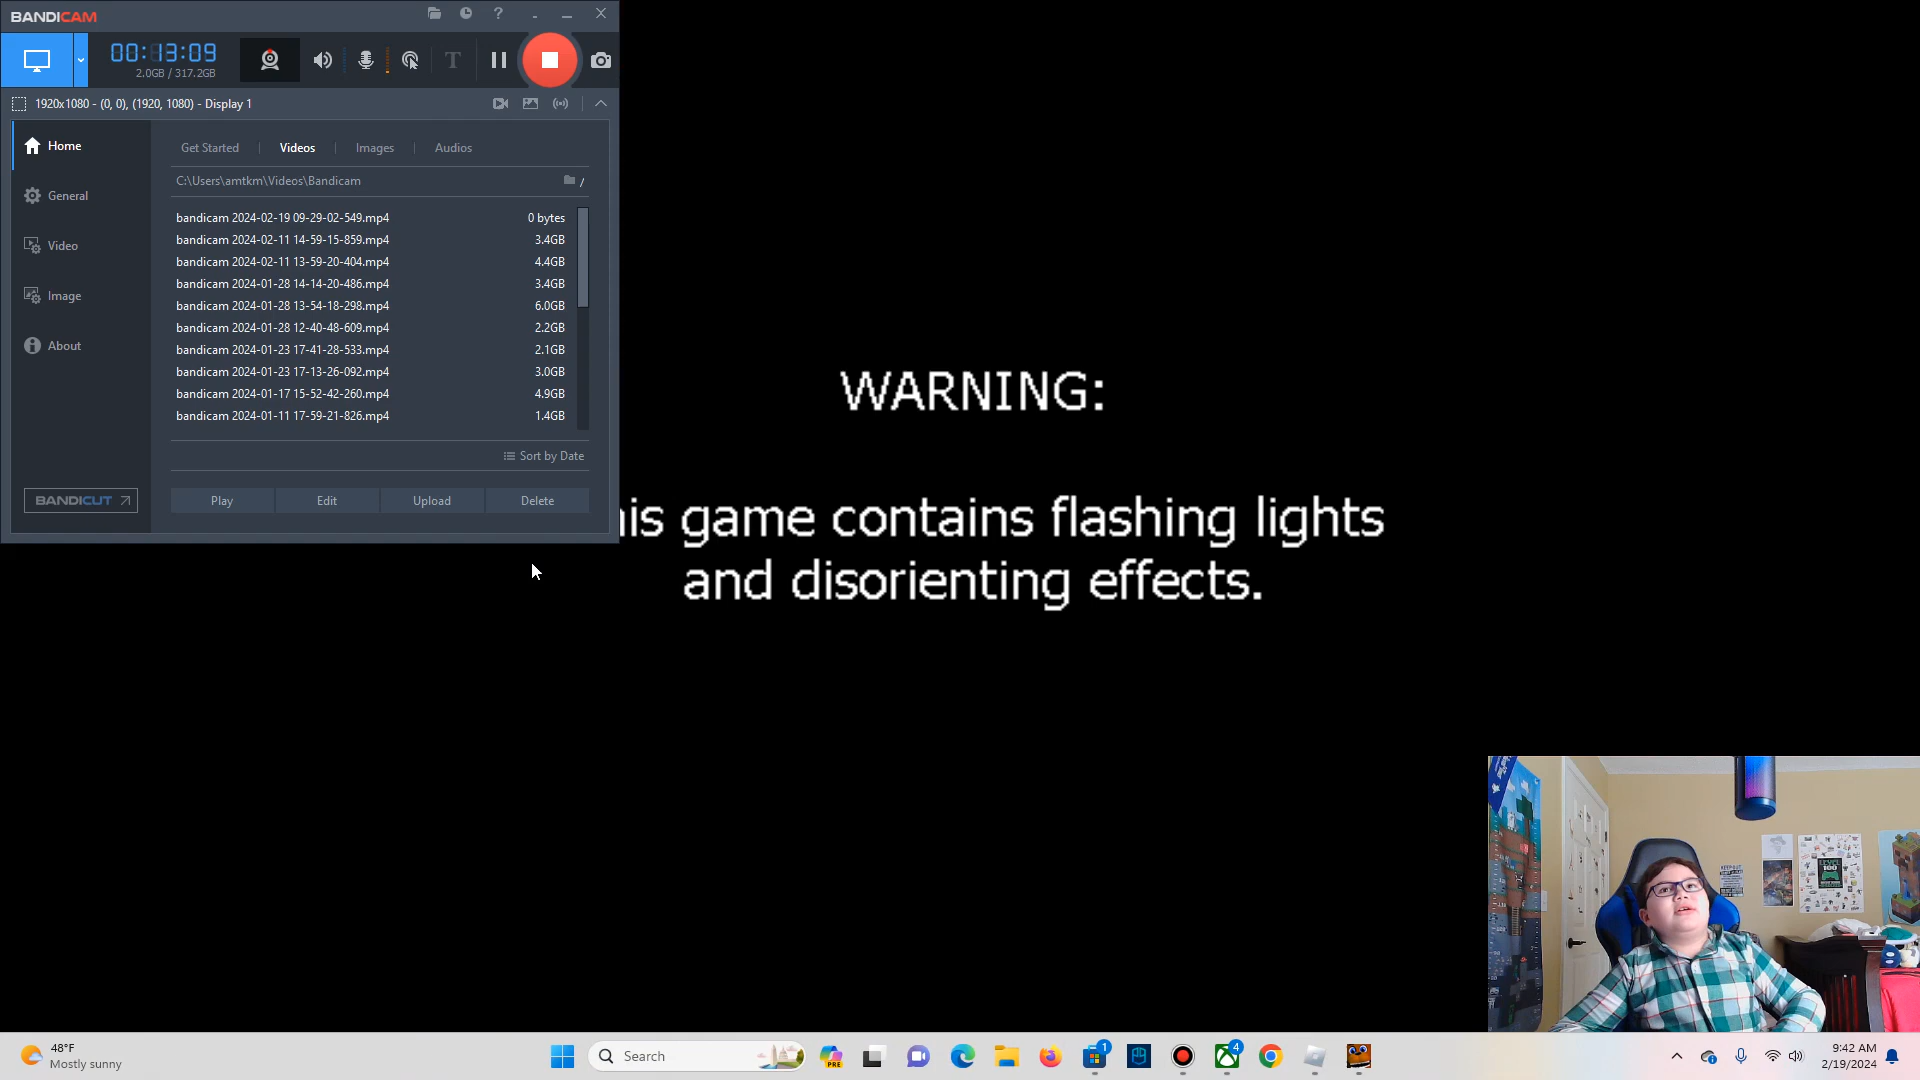 BANDICAM
00:13:09
2.0GB / 317.2GB
1920x1080 - (0, 0), (1920, 1080) - Display 1
Home
General
Video
Image
About
BANDICUT
Get Started
Videos
Images
Audios
C:\Users\amtkm\Videos\Bandicam
/
bandicam 2024-02-19 09-29-02-549.mp4 0 bytes
bandicam 2024-02-11 14-59-15-859.mp4 3.4GB
bandicam 2024-02-11 13-59-20-404.mp4 4.4GB
bandicam 2024-01-28 14-14-20-486.mp4 3.4GB
bandicam 2024-01-28 13-54-18-298.mp4 6.0GB
bandicam 2024-01-28 12-40-48-609.mp4 2.2GB
bandicam 2024-01-23 17-41-28-533.mp4 2.1GB
bandicam 2024-01-23 17-13-26-092.mp4 3.0GB
bandicam 2024-01-17 15-52-42-260.mp4 4.9GB
bandicam 2024-01-11 17-59-21-826.mp4 1.4GB
Sort by Date
Play
Edit
Upload
Delete
WARNING:
his game contains flashing lights
and disorienting effects.
48°F
Mostly sunny
Search
PRE
1
4
9:42 AM
2/19/2024